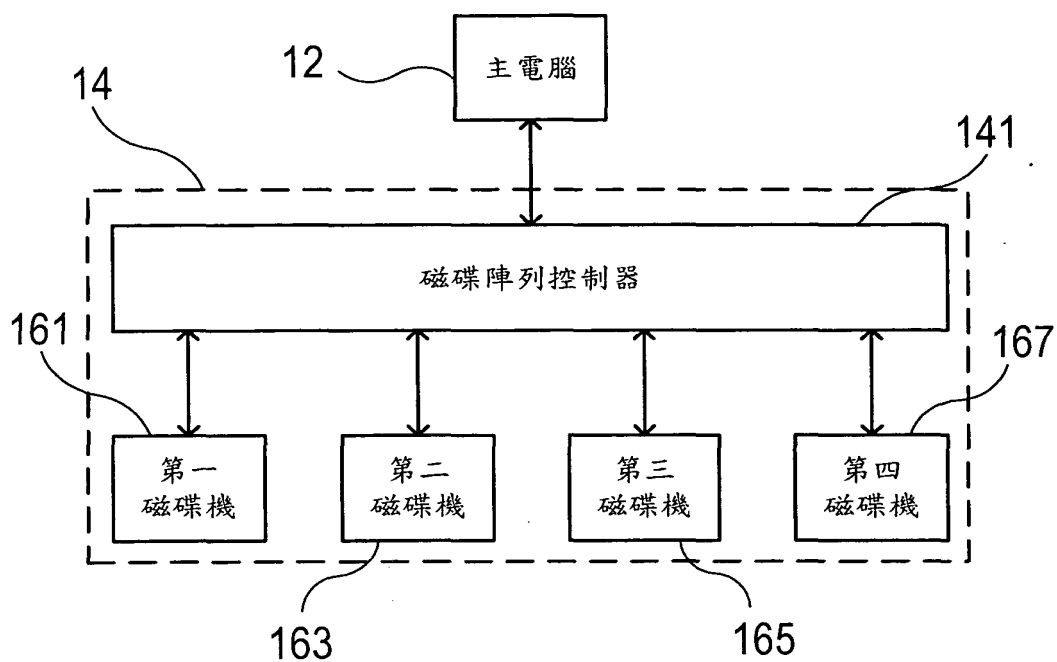 12
主電腦
14
141
磁碟陣列控制器
161
167
第一
磁碟機
第二
磁碟機
第三
磁碟機
第四
磁碟機
163
165